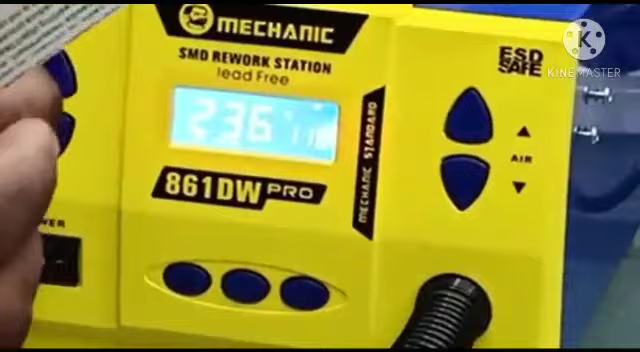 MECHANIC
SMD REWORK STATION
lead Free
236
861DW PRO
MECHANIC STANDARD
ESD
SAFE
AIR
K
KINEMASTER